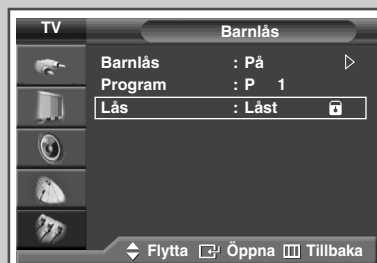 TV Barnlås
Barnlås : På
Program : P 1
Lås : Låst
Flytta Öppna Tillbaka